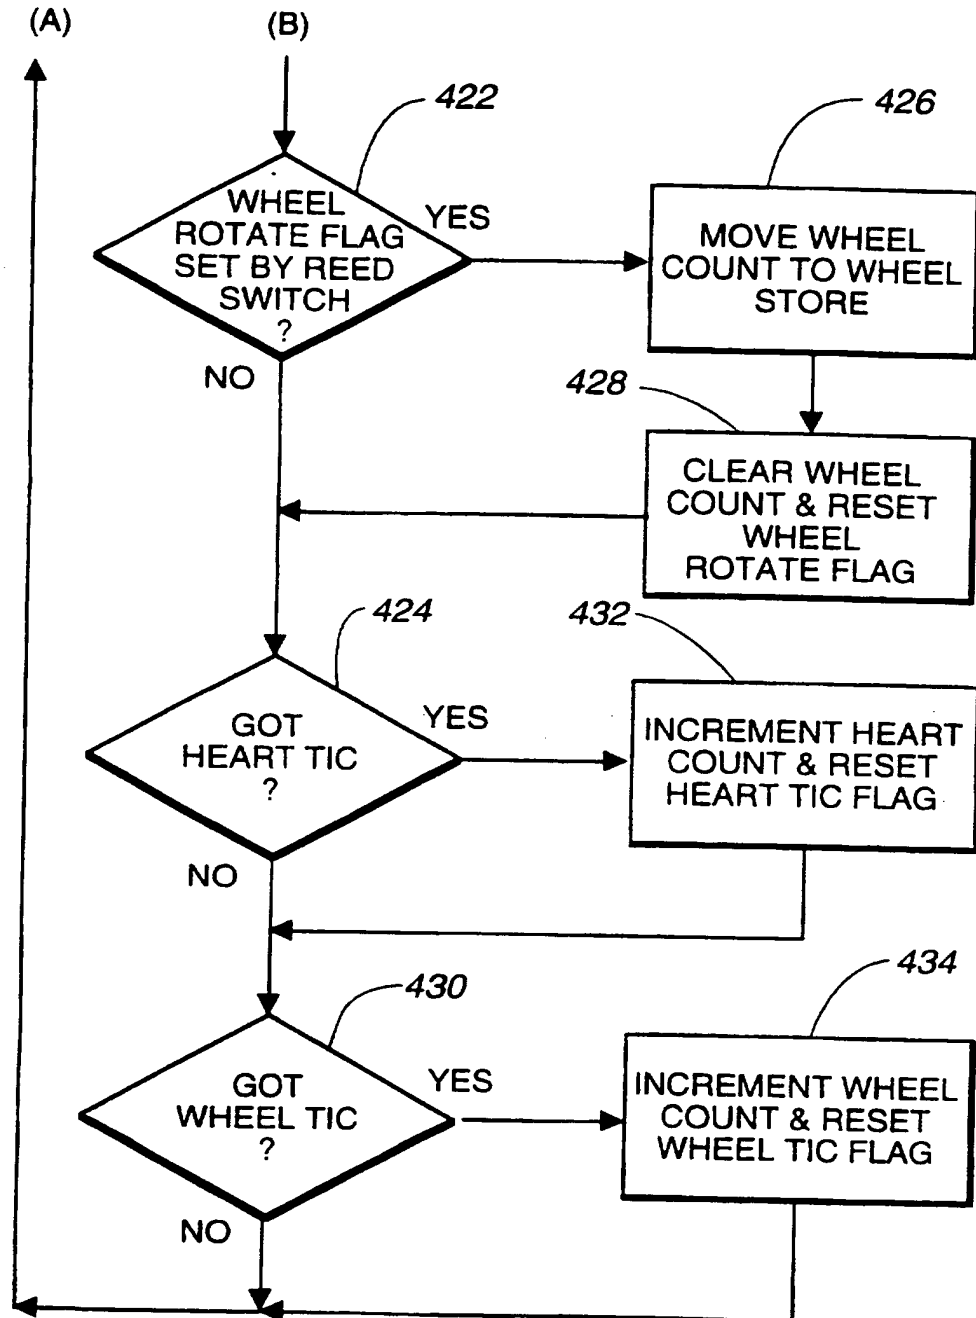 (A)
(B)
422
426
WHEEL
ROTATE FLAG
SET BY REED
SWITCH
?
YES
MOVE WHEEL
COUNT TO WHEEL
STORE
NO
428
CLEAR WHEEL
COUNT & RESET
WHEEL
ROTATE FLAG
424
432
GOT
HEART TIC
?
YES
INCREMENT HEART
COUNT & RESET
HEART TIC FLAG
NO
430
434
GOT
WHEEL TIC
?
YES
INCREMENT WHEEL
COUNT & RESET
WHEEL TIC FLAG
NO